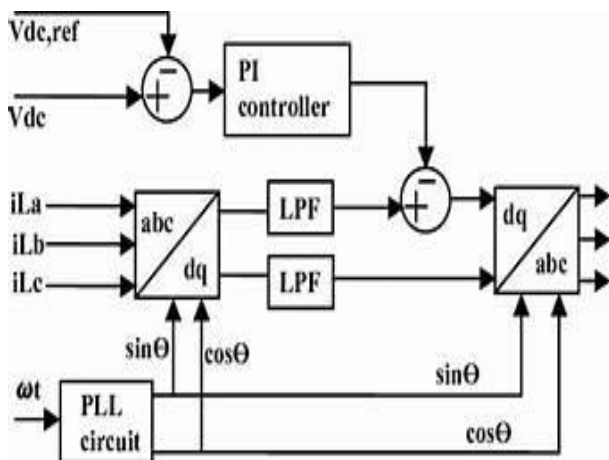 Vdc,ref
−
+
Vdc
PI
controller
−
+
iLa
iLb
iLc
abc
dq
LPF
LPF
dq
abc
sinΘ
cosΘ
sinΘ
cosΘ
ωt
PLL
circuit